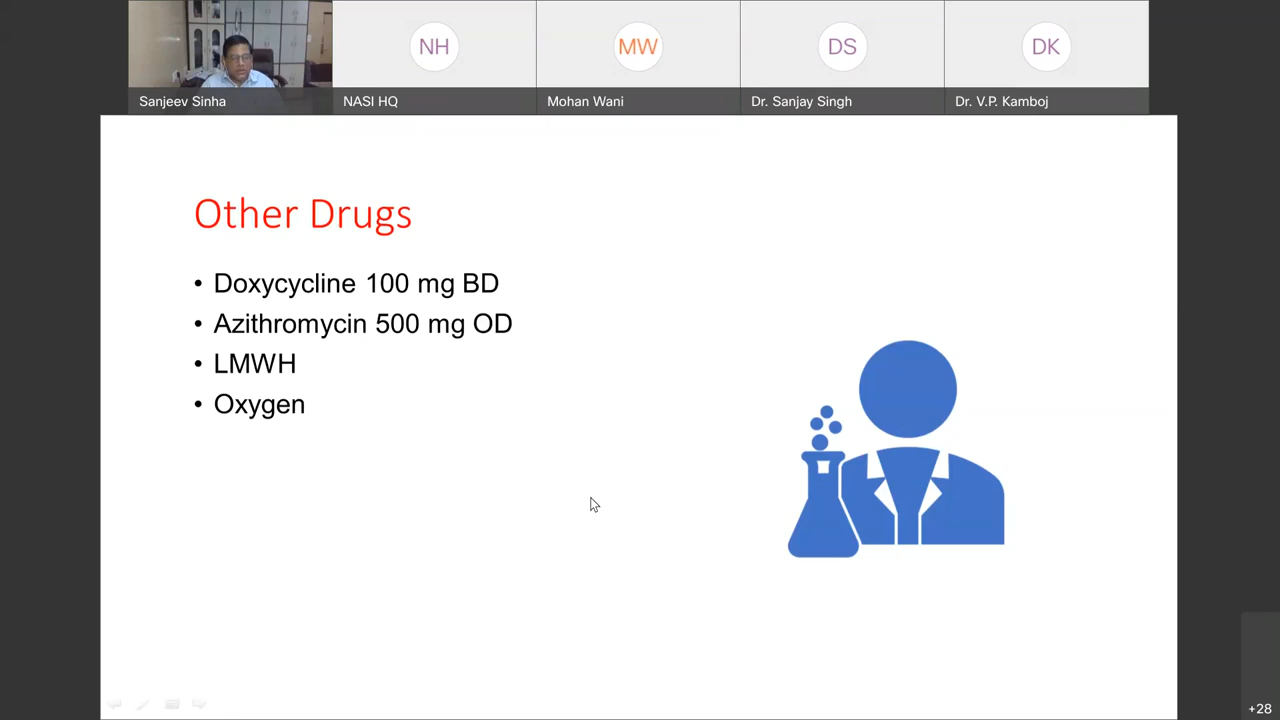 NH
MW
DS
DK
Sanjeev Sinha
NASI HQ
Mohan Wani
Dr. Sanjay Singh
Dr. V.P. Kamboj
Other Drugs
• Doxycycline 100 mg BD
• Azithromycin 500 mg OD
• LMWH
• Oxygen
+28